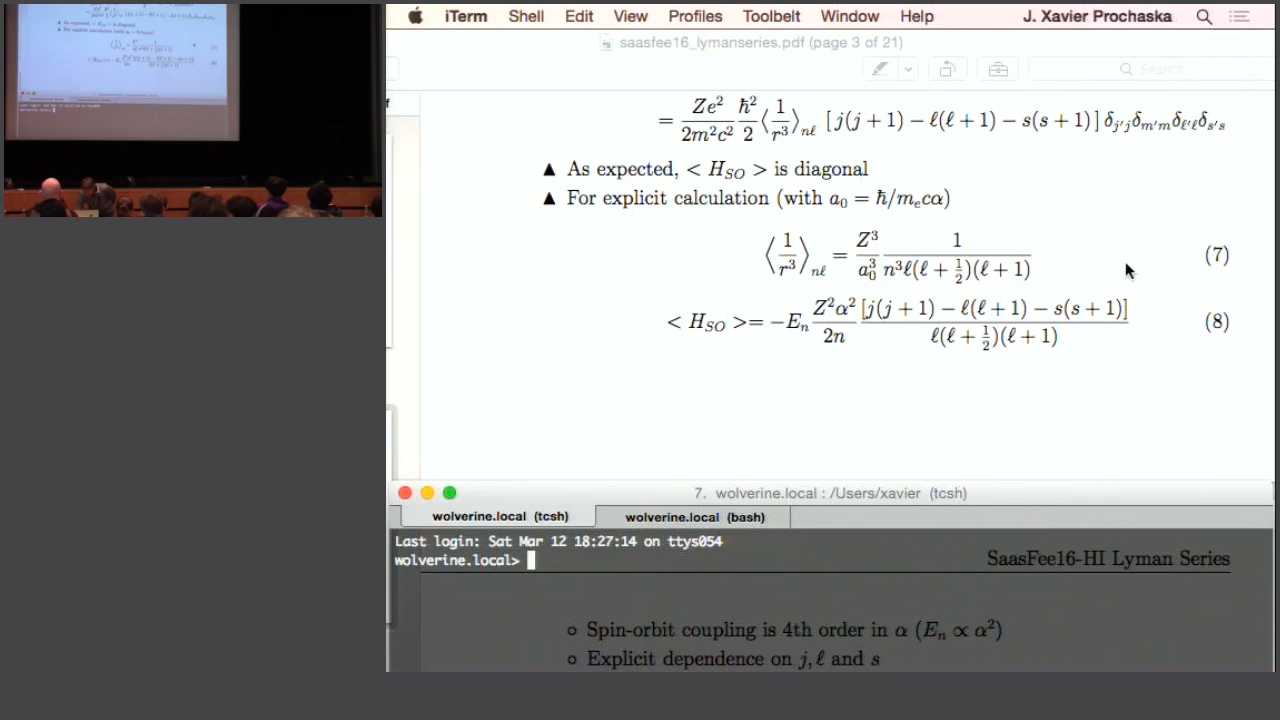 iTerm Shell Edit View Profiles Toolbelt Window Help J. Xavier Prochaska
saasfee16_lymanseries.pdf (page 3 of 21)
Search
= Ze²/2m²c² ħ²/2 ⟨1/r³⟩nℓ [j(j+1) − ℓ(ℓ+1) − s(s+1)] δj′jδm′mδℓ′ℓδs′s
▲ As expected, < HSO > is diagonal
▲ For explicit calculation (with a₀ = ħ/mₑcα)
⟨1/r³⟩nℓ = Z³/a₀³ 1/n³ℓ(ℓ+½)(ℓ+1) (7)
< HSO >= −En Z²α²/2n [j(j+1) − ℓ(ℓ+1) − s(s+1)]/ℓ(ℓ+½)(ℓ+1) (8)
7. wolverine.local : /Users/xavier (tcsh)
wolverine.local (tcsh) wolverine.local (bash)
Last login: Sat Mar 12 18:27:14 on ttys054
wolverine.local>
SaasFee16-HI Lyman Series
○ Spin-orbit coupling is 4th order in α (En ∝ α²)
○ Explicit dependence on j, ℓ and s